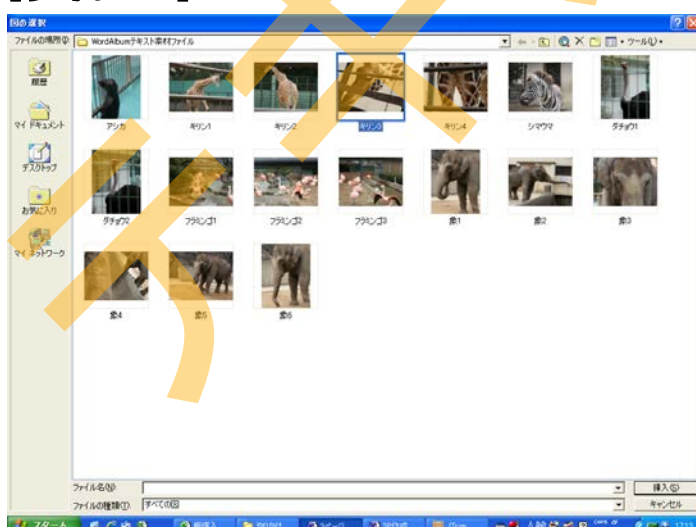 図の選択
ファイルの場所(I): WordAlbumテキスト素材ファイル
ツール(L)
履歴
マイ ドキュメント
デスクトップ
お気に入り
マイ ネットワーク
アシカ
キリン1
キリン2
キリン3
キリン4
シマウマ
ダチョウ1
ダチョウ2
フラミンゴ1
フラミンゴ2
フラミンゴ3
象1
象2
象3
象4
象5
象6
ファイル名(N):
挿入(S)
ファイルの種類(T): すべての図
キャンセル
スタート